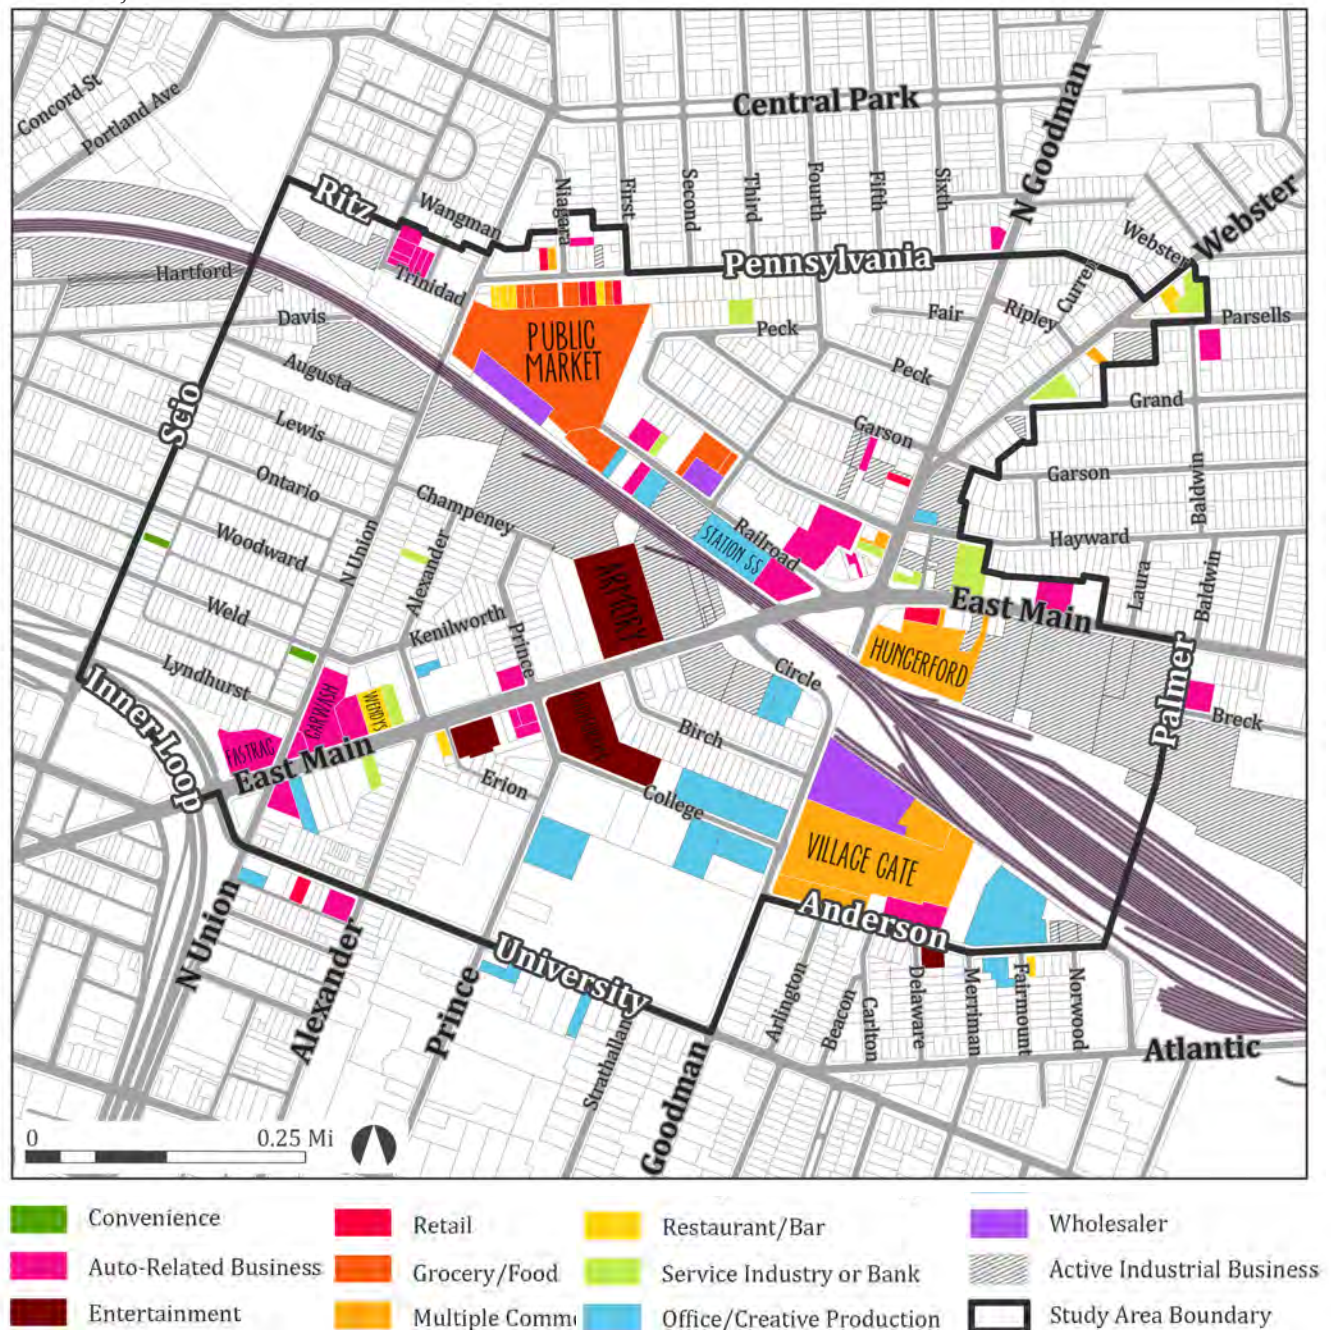 Concord St
Portland Ave
Central Park
N Goodman
Ritz
Wangman
Niagara
First
Second
Third
Fourth
Fifth
Sixth
Webster
Webster
Hartford
Trinidad
Pennsylvania
Curren
Ripley
Fair
Parsells
Davis
PUBLIC
MARKET
Peck
Peck
Augusta
Scio
Lewis
Grand
Garson
Garson
Ontario
Champeney
Baldwin
Woodward
N Union
Alexander
Railroad
STATION 55
Hayward
ARMORY
Laura
Baldwin
Weld
Kenilworth
Prince
East Main
Lyndhurst
HUNGERFORD
Circle
Palmer
Inner Loop
CARWASH
WENDYS
Birch
Breck
FASTRAC
East Main
Erion
College
VILLAGE GATE
Anderson
N Union
Alexander
Prince
University
Strathallan
Goodman
Arlington
Beacon
Carlton
Delaware
Merriman
Fairmount
Norwood
Atlantic
0 0.25 Mi
Convenience
Retail
Restaurant/Bar
Wholesaler
Auto-Related Business
Grocery/Food
Service Industry or Bank
Active Industrial Business
Entertainment
Multiple Comm
Office/Creative Production
Study Area Boundary